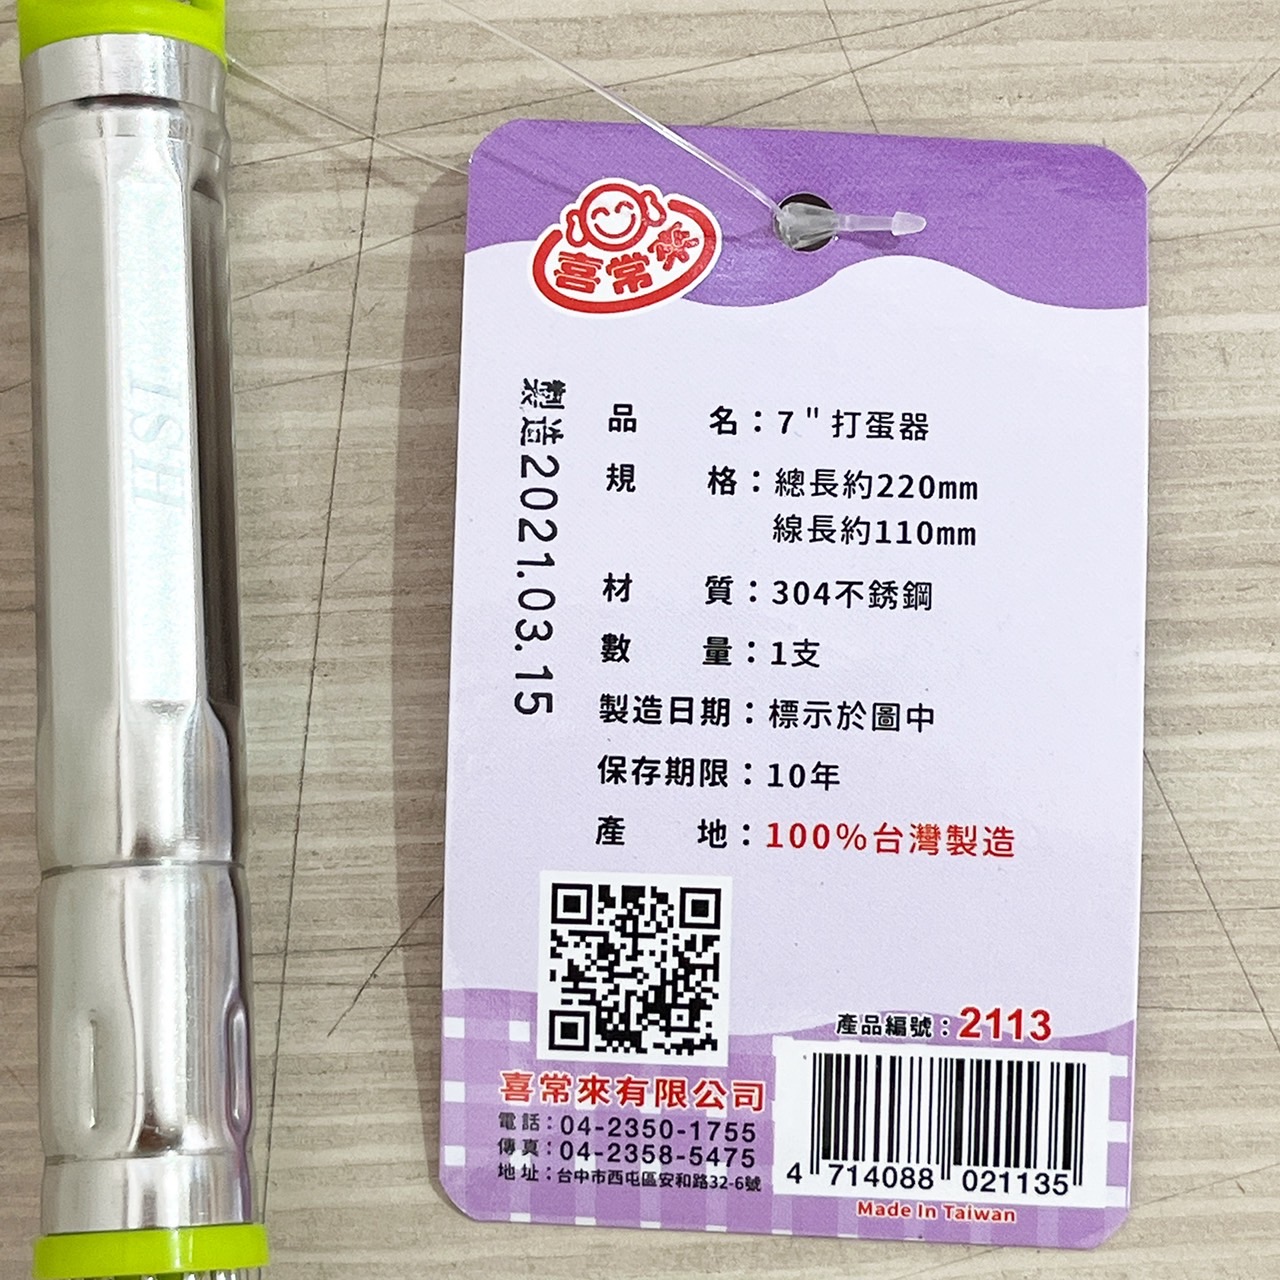 HSI
喜常來
製造2021.03.15
品名：7"打蛋器
規格：總長約220mm
線長約110mm
材質：304不銹鋼
數量：1支
製造日期：標示於圖中
保存期限：10年
產地：100%台灣製造
產品編號：2113
喜常來有限公司
電話：04-2350-1755
傳真：04-2358-5475
地址：台中市西屯區安和路32-6號
4 714088 021135
Made In Taiwan